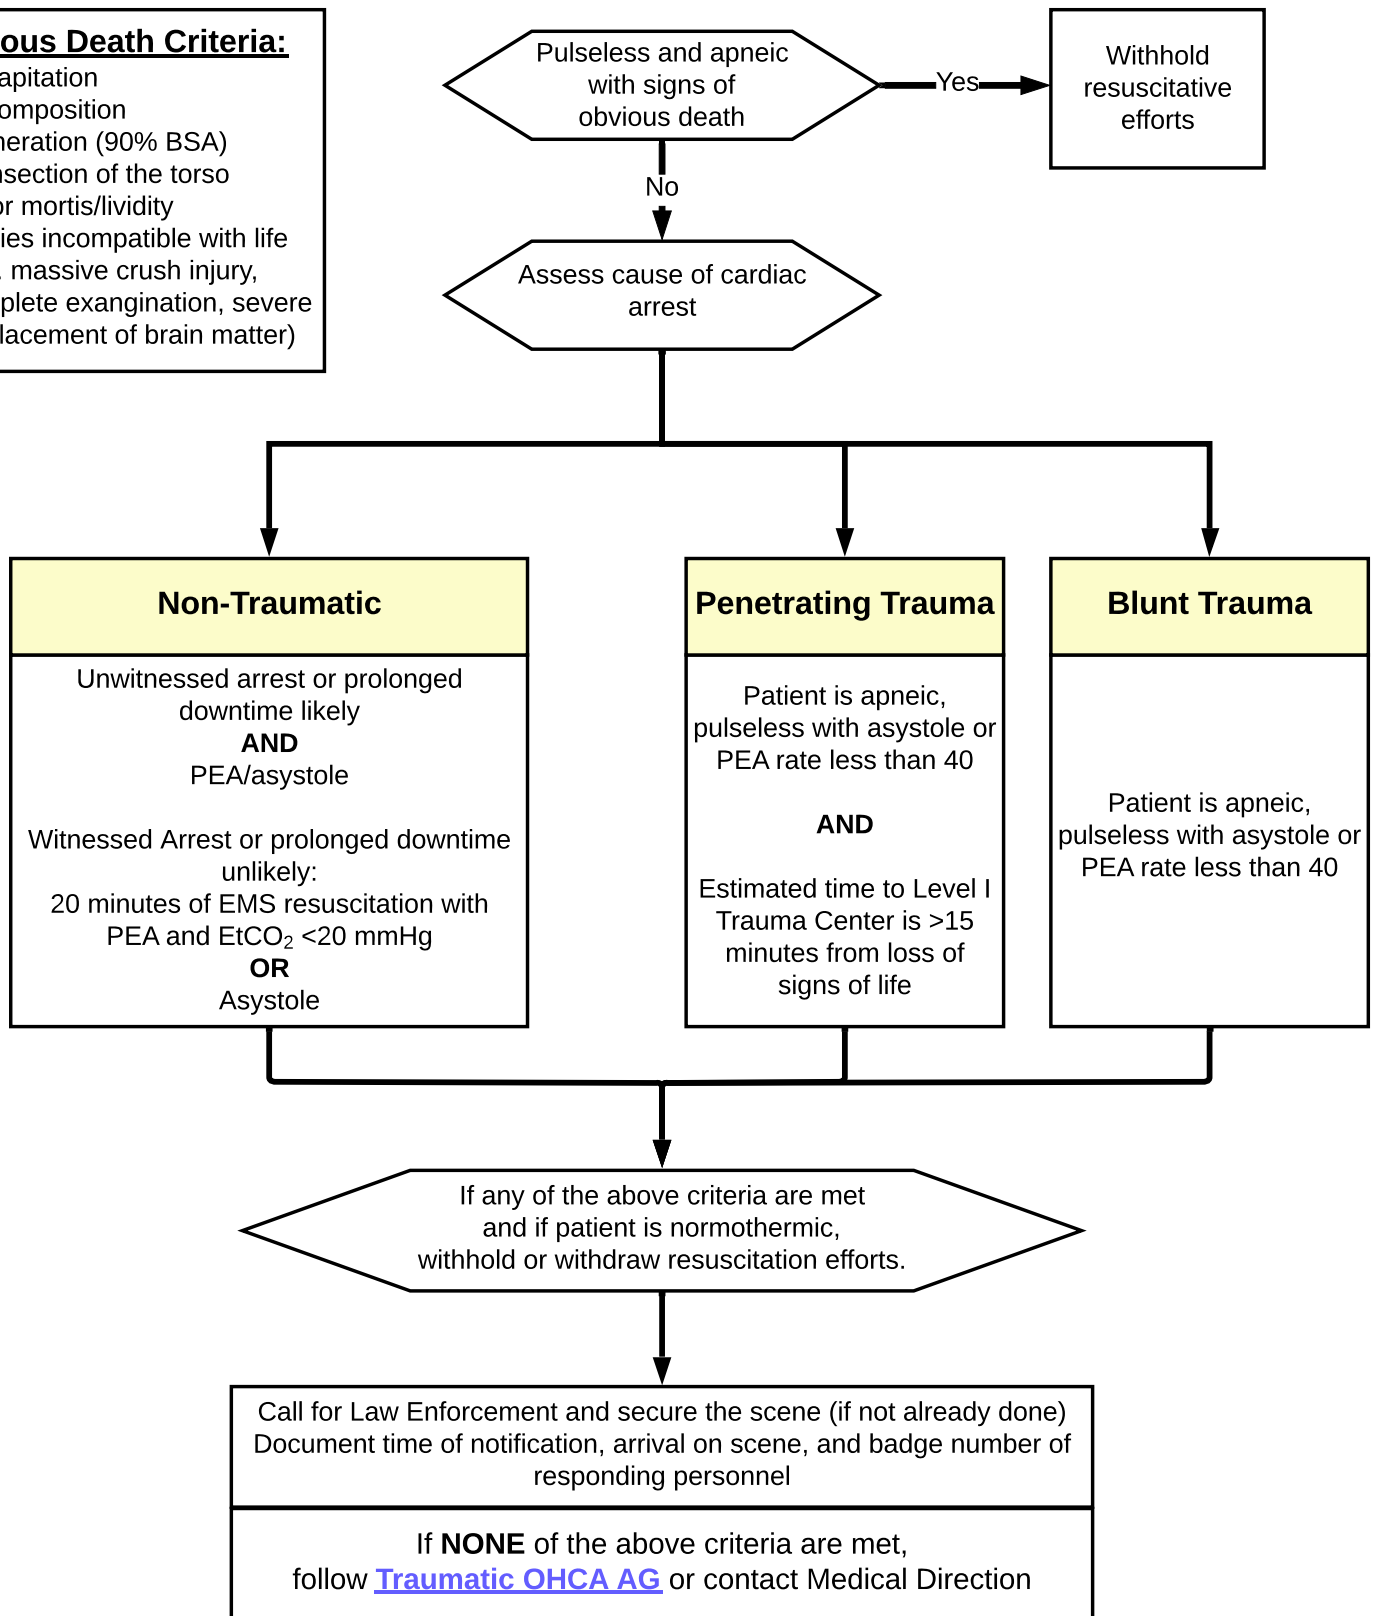 ous Death Criteria:
apitation
omposition
neration (90% BSA)
nsection of the torso
or mortis/lividity
ies incompatible with life
, massive crush injury,
plete exangination, severe
lacement of brain matter)
Pulseless and apneic
with signs of
obvious death
Yes
Withhold
resuscitative
efforts
No
Assess cause of cardiac
arrest
Non-Traumatic
Unwitnessed arrest or prolonged
downtime likely
AND
PEA/asystole
Witnessed Arrest or prolonged downtime
unlikely:
20 minutes of EMS resuscitation with
PEA and EtCO₂ <20 mmHg
OR
Asystole
Penetrating Trauma
Patient is apneic,
pulseless with asystole or
PEA rate less than 40
AND
Estimated time to Level I
Trauma Center is >15
minutes from loss of
signs of life
Blunt Trauma
Patient is apneic,
pulseless with asystole or
PEA rate less than 40
If any of the above criteria are met
and if patient is normothermic,
withhold or withdraw resuscitation efforts.
Call for Law Enforcement and secure the scene (if not already done)
Document time of notification, arrival on scene, and badge number of
responding personnel
If NONE of the above criteria are met,
follow Traumatic OHCA AG or contact Medical Direction